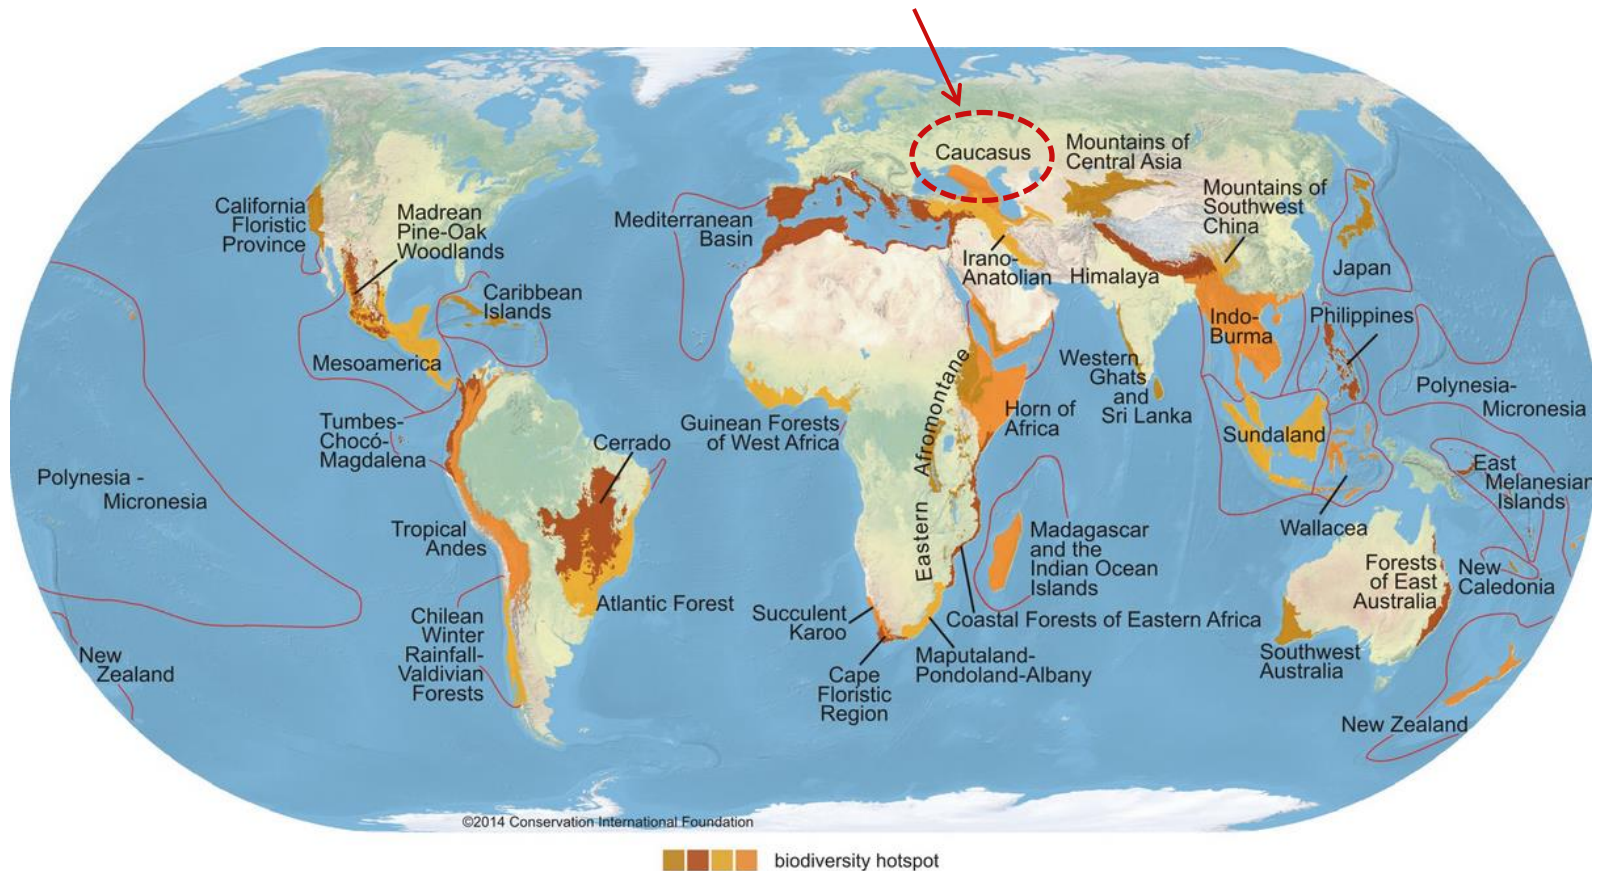 Caucasus
Mountains of
Central Asia
Mountains of
Southwest
China
California
Floristic
Province
Madrean
Pine-Oak
Woodlands
Mediterranean
Basin
Irano-
Anatolian
Himalaya
Japan
Caribbean
Islands
Indo-
Burma
Philippines
Mesoamerica
Western
Ghats
and
Sri Lanka
Polynesia-
Micronesia
Tumbes-
Chocó-
Magdalena
Cerrado
Guinean Forests
of West Africa
Eastern Afromontane
Horn of
Africa
Sundaland
Polynesia -
Micronesia
East
Melanesian
Islands
Wallacea
Tropical
Andes
Madagascar
and the
Indian Ocean
Islands
Forests
of East
Australia
New
Caledonia
Atlantic Forest
Chilean
Winter
Rainfall-
Valdivian
Forests
Succulent
Karoo
Coastal Forests of Eastern Africa
New
Zealand
Maputaland-
Pondoland-Albany
Cape
Floristic
Region
Southwest
Australia
New Zealand
©2014 Conservation International Foundation
biodiversity hotspot